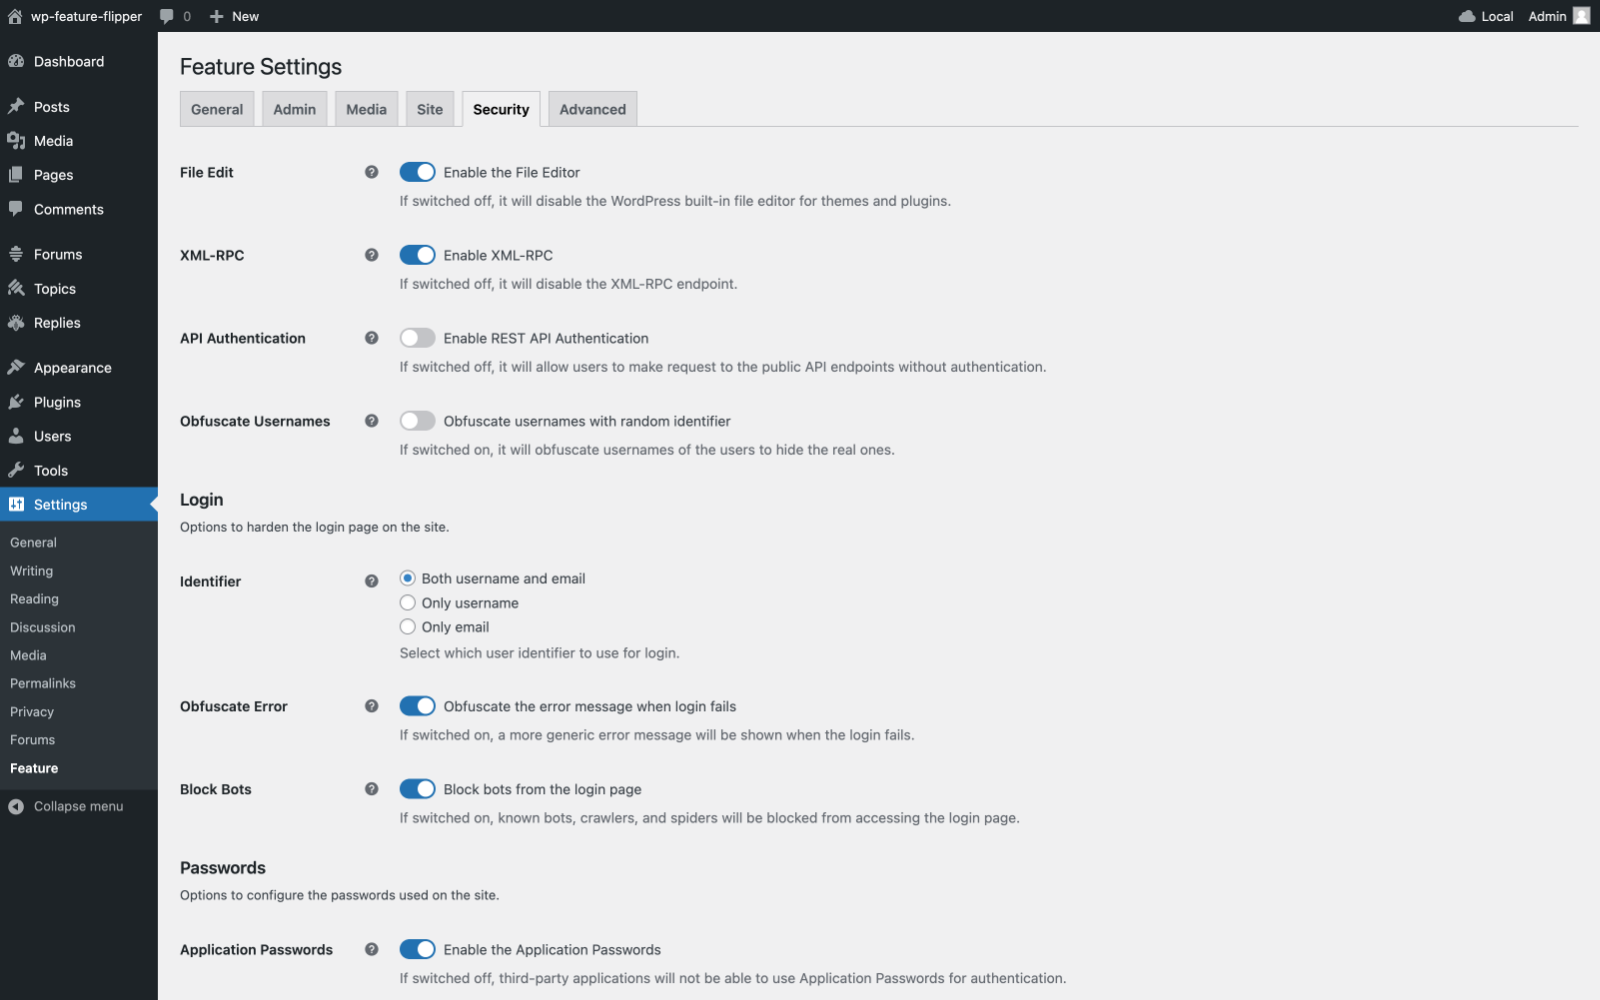 wp-feature-flipper 0 New Local Admin
Dashboard
Posts
Media
Pages
Comments
Forums
Topics
Replies
Appearance
Plugins
Users
Tools
Settings
General
Writing
Reading
Discussion
Media
Permalinks
Privacy
Forums
Feature
Collapse menu
Feature Settings
General Admin Media Site Security Advanced
File Edit ? Enable the File Editor
If switched off, it will disable the WordPress built-in file editor for themes and plugins.
XML-RPC ? Enable XML-RPC
If switched off, it will disable the XML-RPC endpoint.
API Authentication ? Enable REST API Authentication
If switched off, it will allow users to make request to the public API endpoints without authentication.
Obfuscate Usernames ? Obfuscate usernames with random identifier
If switched on, it will obfuscate usernames of the users to hide the real ones.
Login
Options to harden the login page on the site.
Identifier ? Both username and email
Only username
Only email
Select which user identifier to use for login.
Obfuscate Error ? Obfuscate the error message when login fails
If switched on, a more generic error message will be shown when the login fails.
Block Bots ? Block bots from the login page
If switched on, known bots, crawlers, and spiders will be blocked from accessing the login page.
Passwords
Options to configure the passwords used on the site.
Application Passwords ? Enable the Application Passwords
If switched off, third-party applications will not be able to use Application Passwords for authentication.